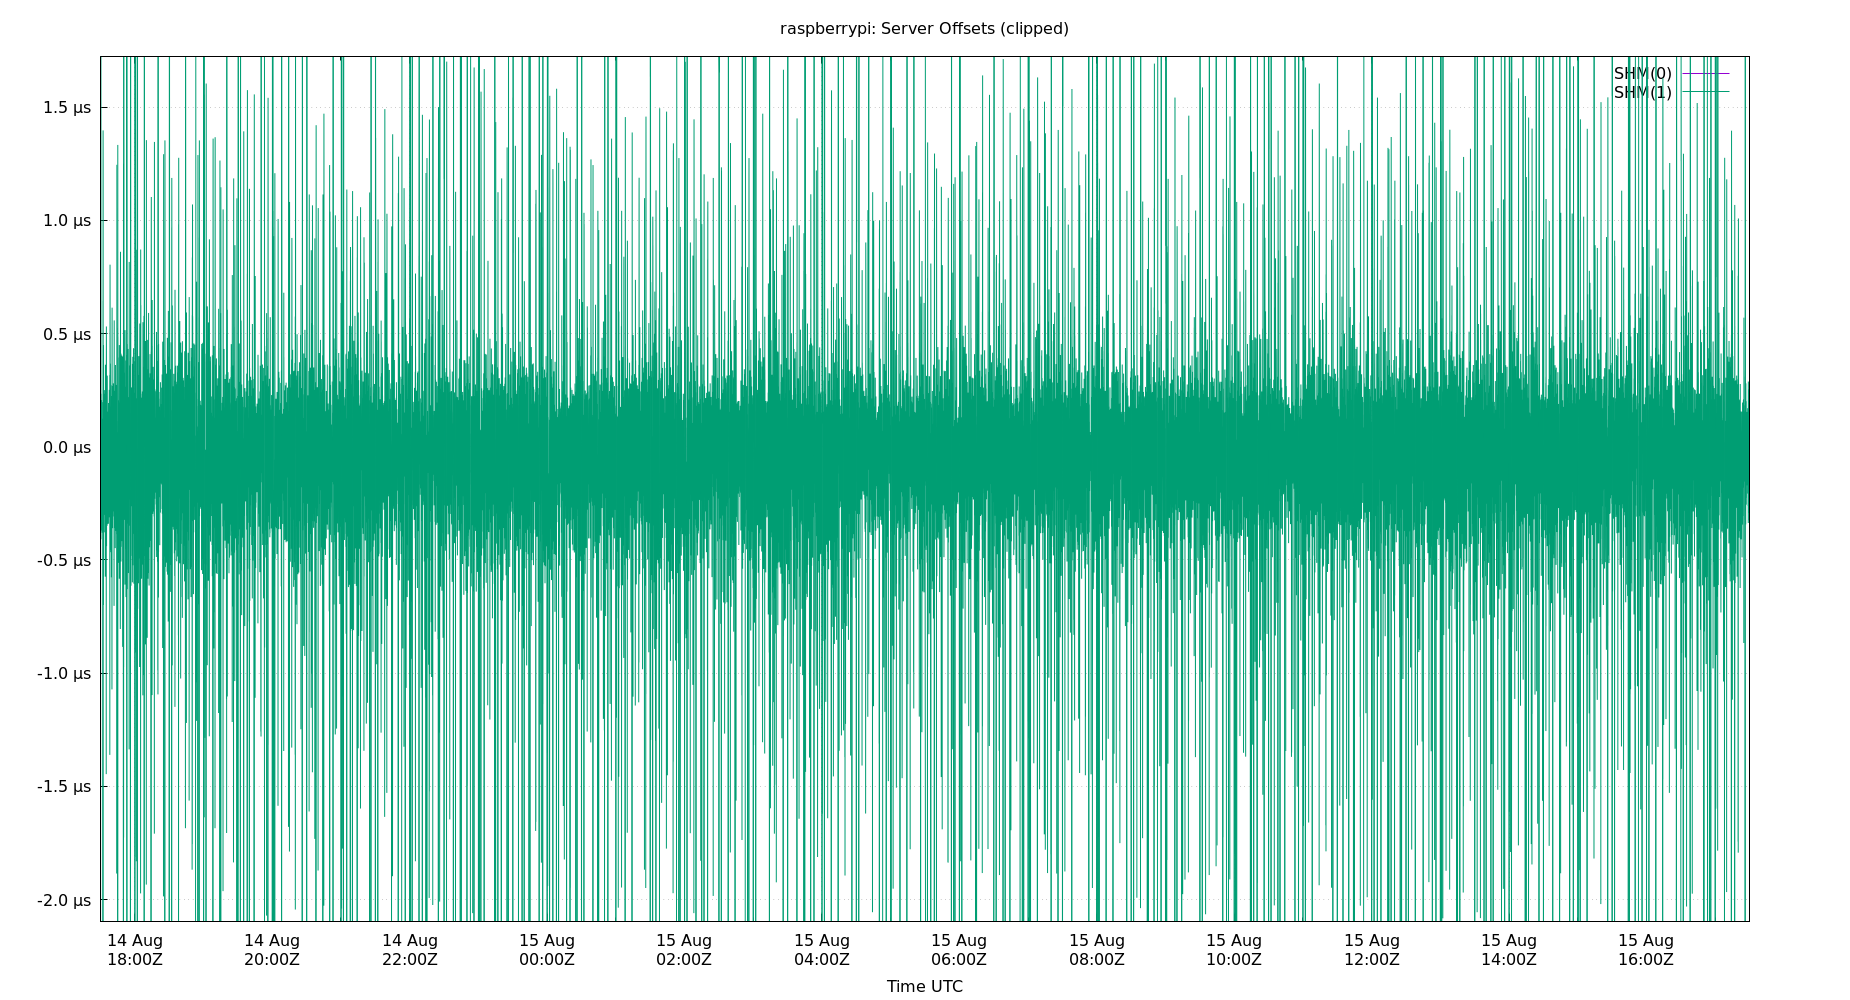 raspberrypi: Server Offsets (clipped)
SHM(0)
SHM(1)
1.5 µs
1.0 µs
0.5 µs
0.0 µs
-0.5 µs
-1.0 µs
-1.5 µs
-2.0 µs
14 Aug 14 Aug 14 Aug 15 Aug 15 Aug 15 Aug 15 Aug 15 Aug 15 Aug 15 Aug 15 Aug 15 Aug
18:00Z 20:00Z 22:00Z 00:00Z 02:00Z 04:00Z 06:00Z 08:00Z 10:00Z 12:00Z 14:00Z 16:00Z
Time UTC